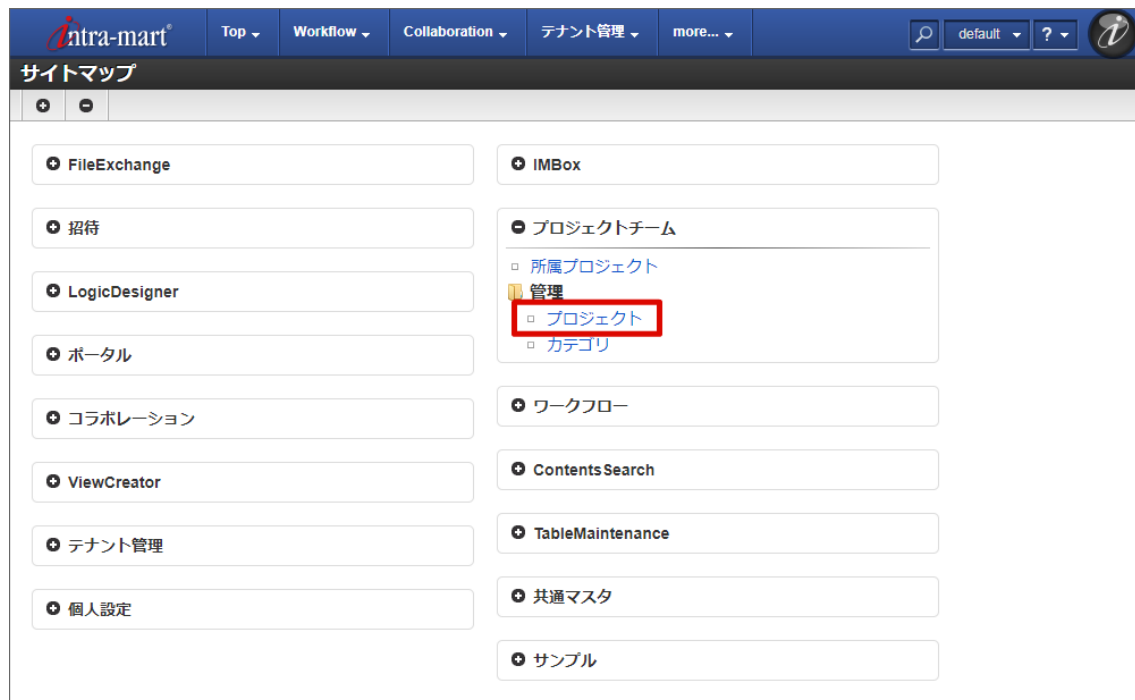 intra-mart® Top Workflow Collaboration テナント管理 more... default ?
サイトマップ
FileExchange
招待
LogicDesigner
ポータル
コラボレーション
ViewCreator
テナント管理
個人設定
IMBox
プロジェクトチーム
所属プロジェクト
管理
プロジェクト
カテゴリ
ワークフロー
ContentsSearch
TableMaintenance
共通マスタ
サンプル